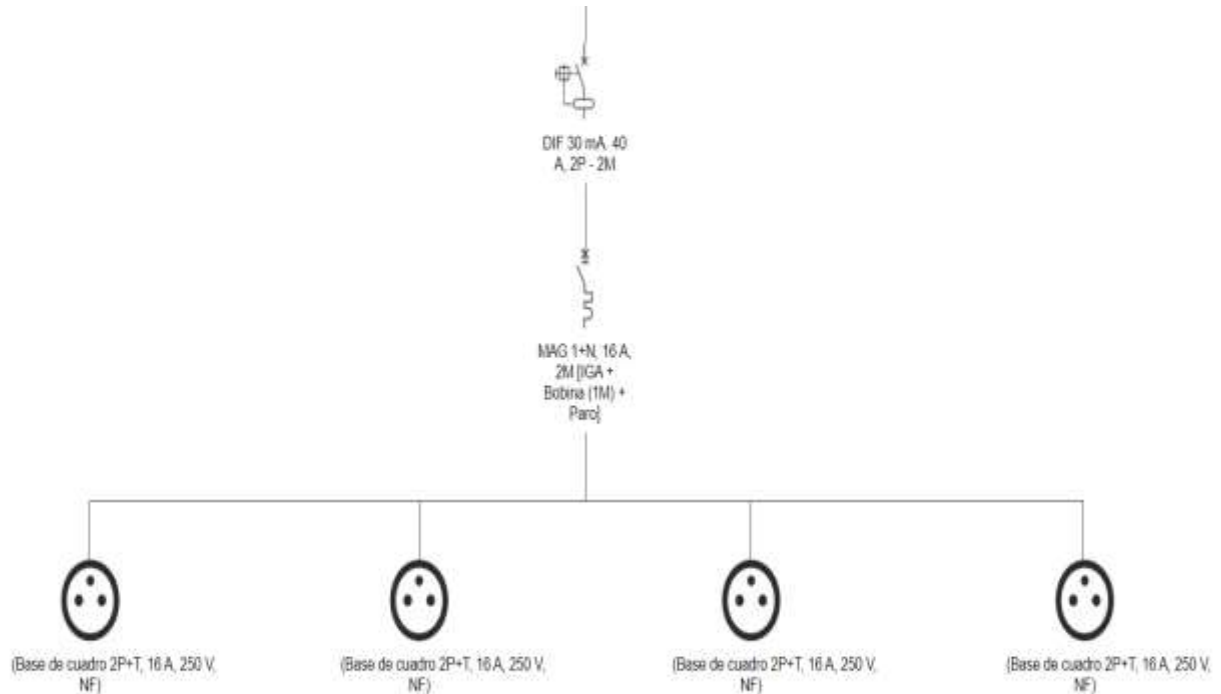 DIF 30 mA, 40
A, 2P - 2M
MAG 1+N, 16 A,
2M [IGA +
Bobina (1M) +
Paro]
(Base de cuadro 2P+T, 16 A, 250 V,
NF)
(Base de cuadro 2P+T, 16 A, 250 V,
NF)
(Base de cuadro 2P+T, 16 A, 250 V,
NF)
(Base de cuadro 2P+T, 16 A, 250 V,
NF)